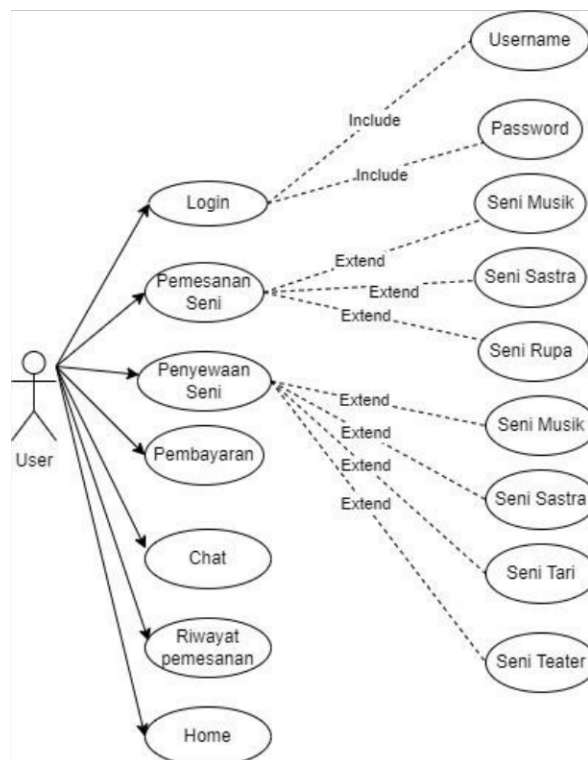 Username
Include
Password
Include
Login
Seni Musik
Extend
Pemesanan
Seni
Seni Sastra
Extend
Extend
Seni Rupa
Penyewaan
Seni
Extend
Seni Musik
User
Pembayaran
Extend
Extend
Seni Sastra
Extend
Chat
Seni Tari
Riwayat
pemesanan
Seni Teater
Home